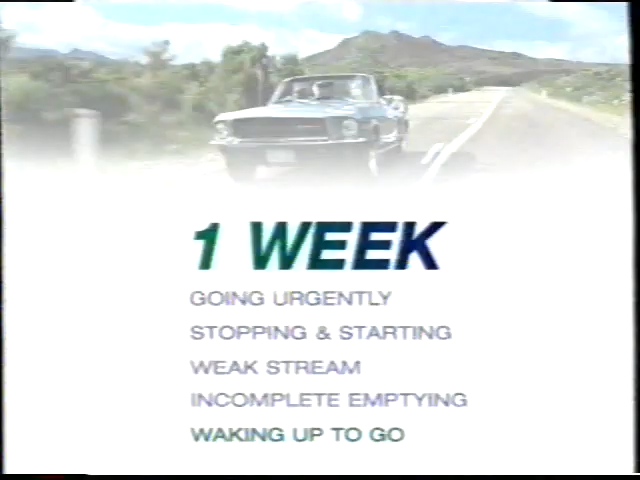 1 WEEK
GOING URGENTLY
STOPPING & STARTING
WEAK STREAM
INCOMPLETE EMPTYING
WAKING UP TO GO